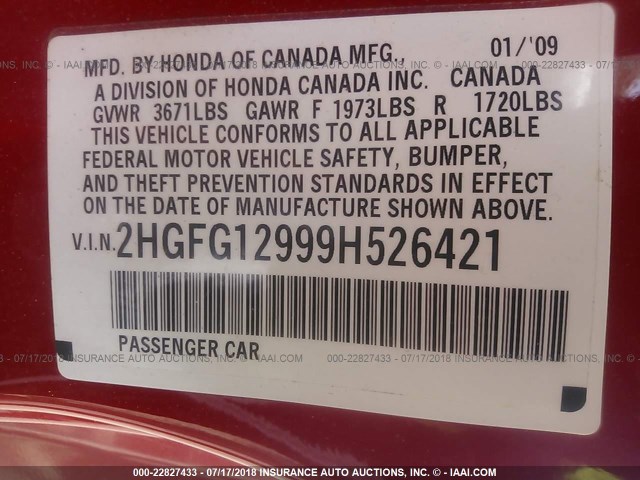 MFD. BY HONDA OF CANADA MFG., 01/'09
A DIVISION OF HONDA CANADA INC. CANADA
GVWR 3671LBS GAWR F 1973LBS R 1720LBS
THIS VEHICLE CONFORMS TO ALL APPLICABLE
FEDERAL MOTOR VEHICLE SAFETY, BUMPER,
AND THEFT PREVENTION STANDARDS IN EFFECT
ON THE DATE OF MANUFACTURE SHOWN ABOVE.
V.I.N. 2HGFG12999H526421
PASSENGER CAR
000-22827433 - 07/17/2018 INSURANCE AUTO AUCTIONS, INC. - © IAAI.COM